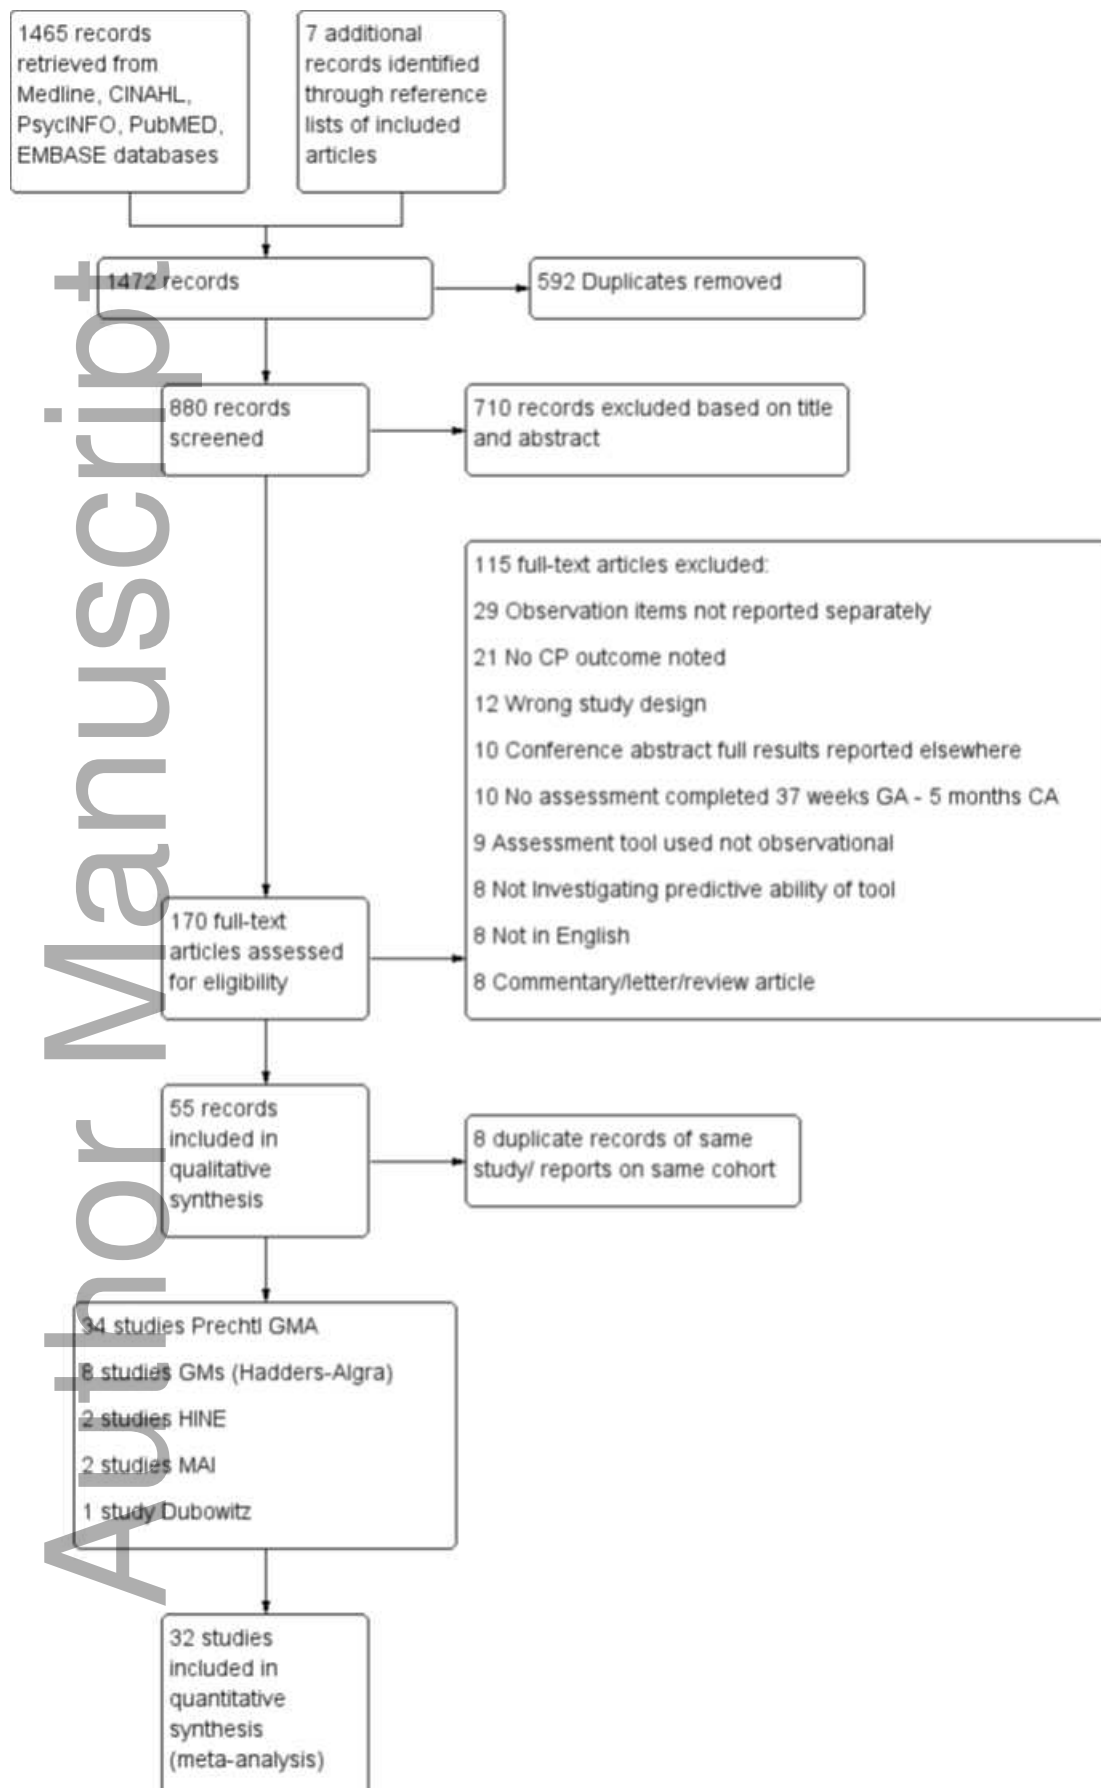 1465 records
retrieved from
Medline, CINAHL,
PsycINFO, PubMED,
EMBASE databases
7 additional
records identified
through reference
lists of included
articles
1472 records
592 Duplicates removed
880 records
screened
710 records excluded based on title
and abstract
115 full-text articles excluded:
29 Observation items not reported separately
21 No CP outcome noted
12 Wrong study design
10 Conference abstract full results reported elsewhere
10 No assessment completed 37 weeks GA - 5 months CA
9 Assessment tool used not observational
8 Not Investigating predictive ability of tool
8 Not in English
8 Commentary/letter/review article
170 full-text
articles assessed
for eligibility
55 records
included in
qualitative
synthesis
8 duplicate records of same
study/ reports on same cohort
34 studies Prechtl GMA
8 studies GMs (Hadders-Algra)
2 studies HINE
2 studies MAI
1 study Dubowitz
32 studies
included in
quantitative
synthesis
(meta-analysis)
Author Manuscript